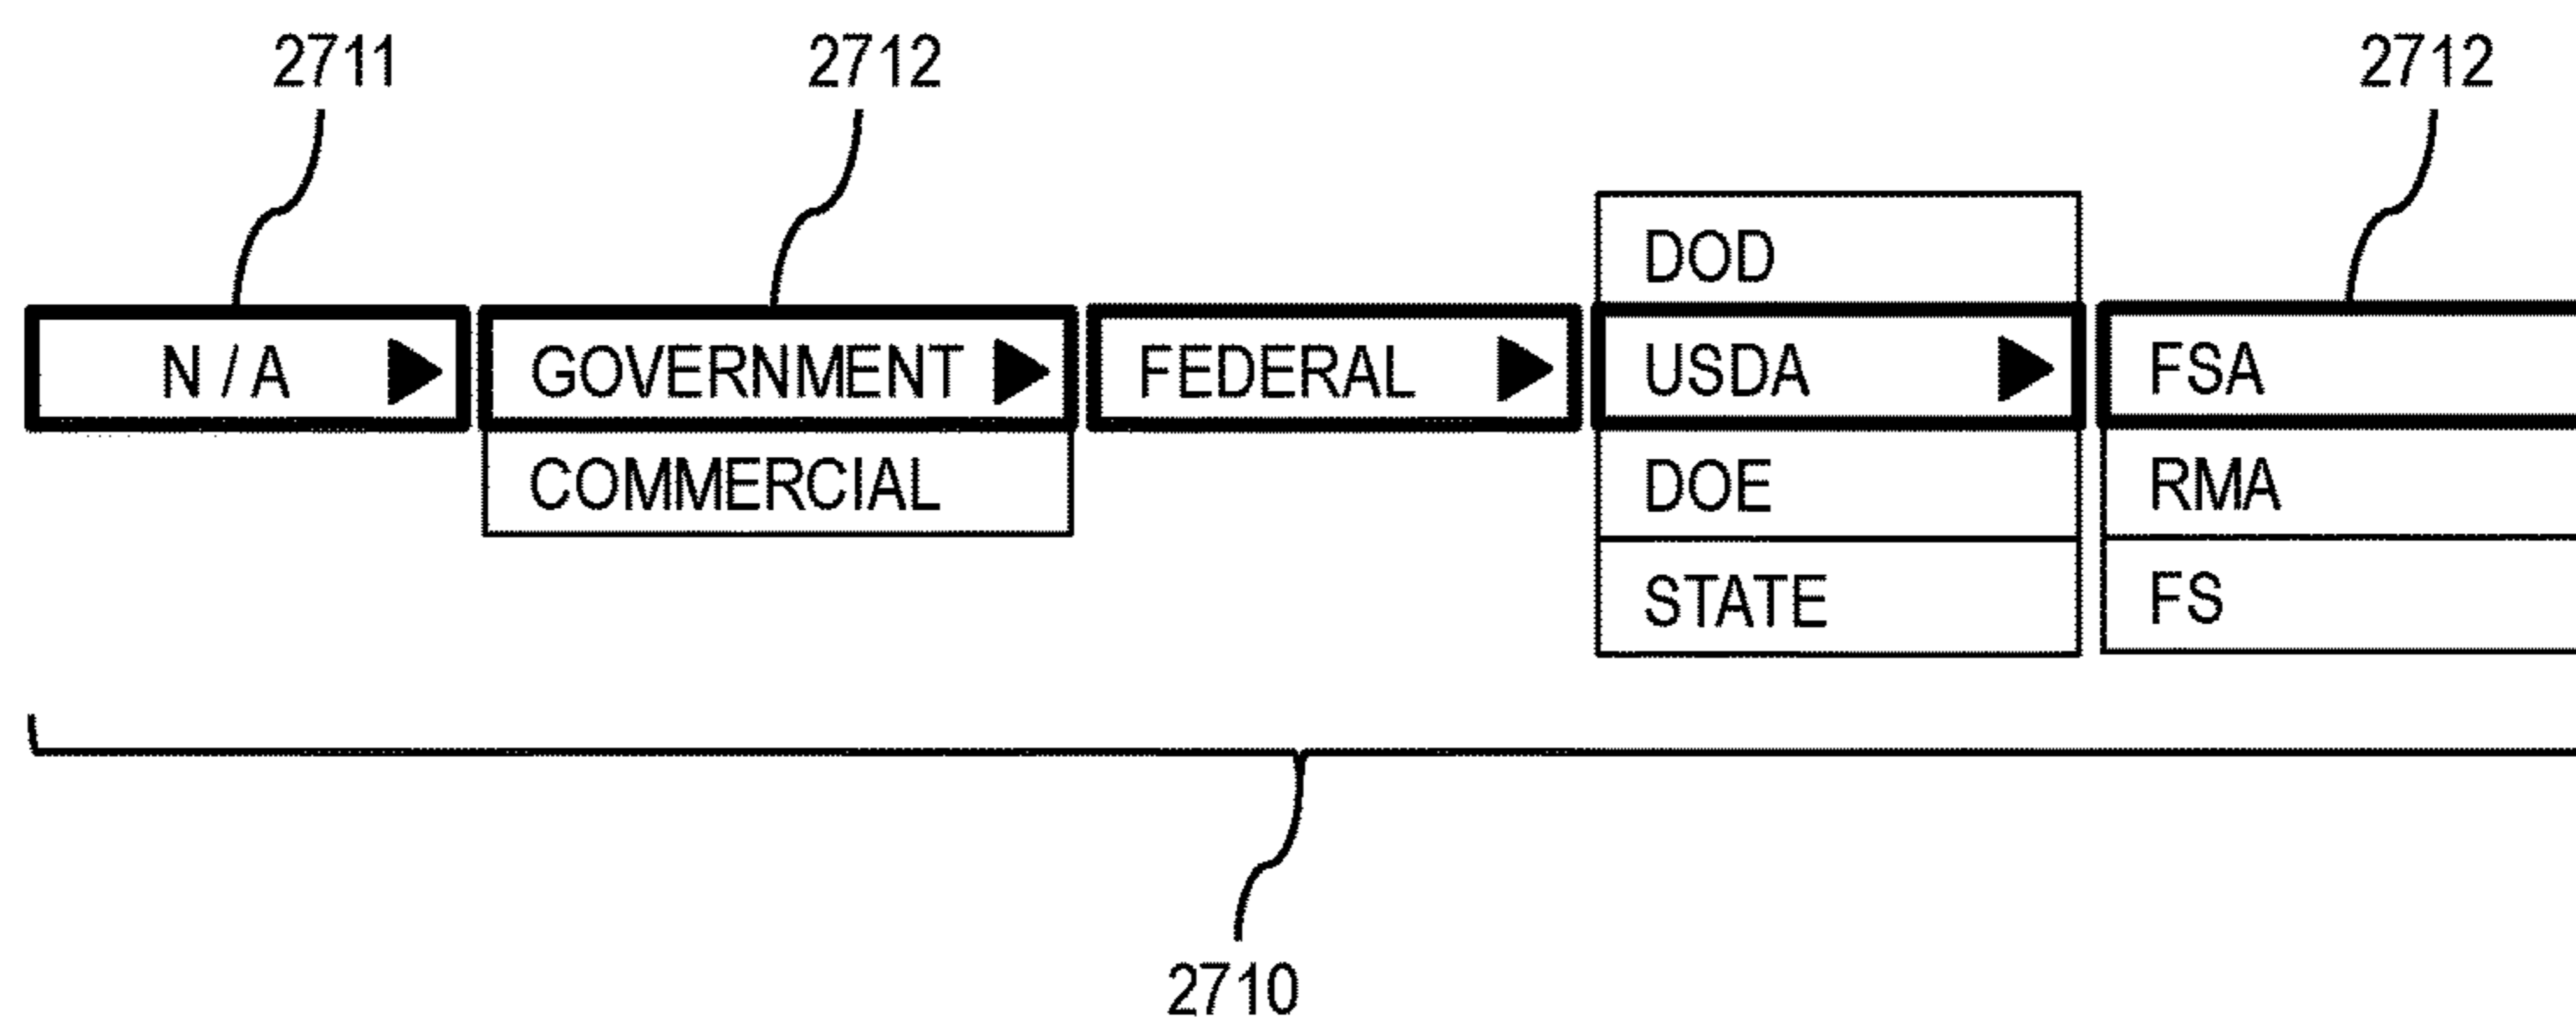 2711
2712
2712
DOD
N / A
GOVERNMENT
FEDERAL
USDA
FSA
COMMERCIAL
DOE
RMA
STATE
FS
2710